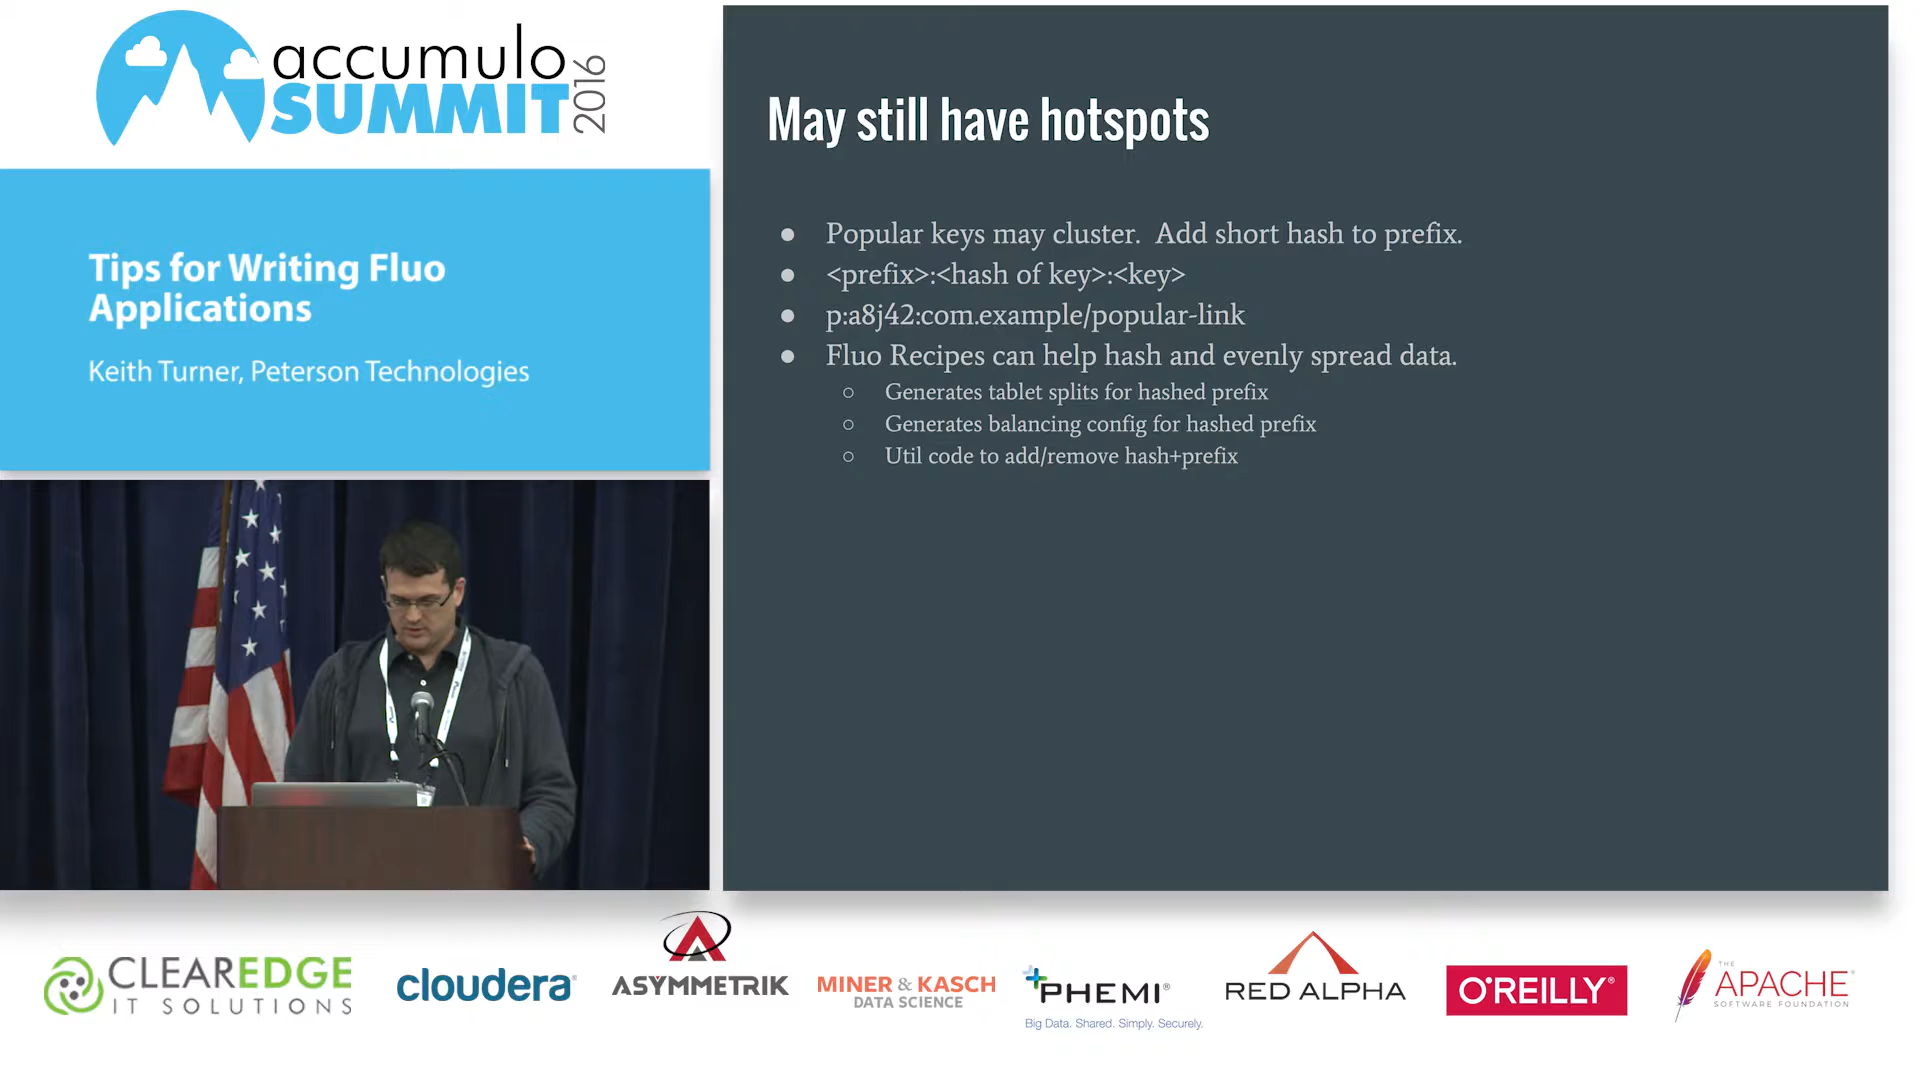 accumulo
SUMMIT
2016
Tips for Writing Fluo
Applications
Keith Turner, Peterson Technologies
May still have hotspots
● Popular keys may cluster.  Add short hash to prefix.
● <prefix>:<hash of key>:<key>
● p:a8j42:com.example/popular-link
● Fluo Recipes can help hash and evenly spread data.
○ Generates tablet splits for hashed prefix
○ Generates balancing config for hashed prefix
○ Util code to add/remove hash+prefix
CLEAREDGE
IT SOLUTIONS
cloudera®
ASYMMETRIK
MINER & KASCH
DATA SCIENCE
PHEMI®
Big Data. Shared. Simply. Securely.
RED ALPHA
O'REILLY®
THE
APACHE®
SOFTWARE FOUNDATION